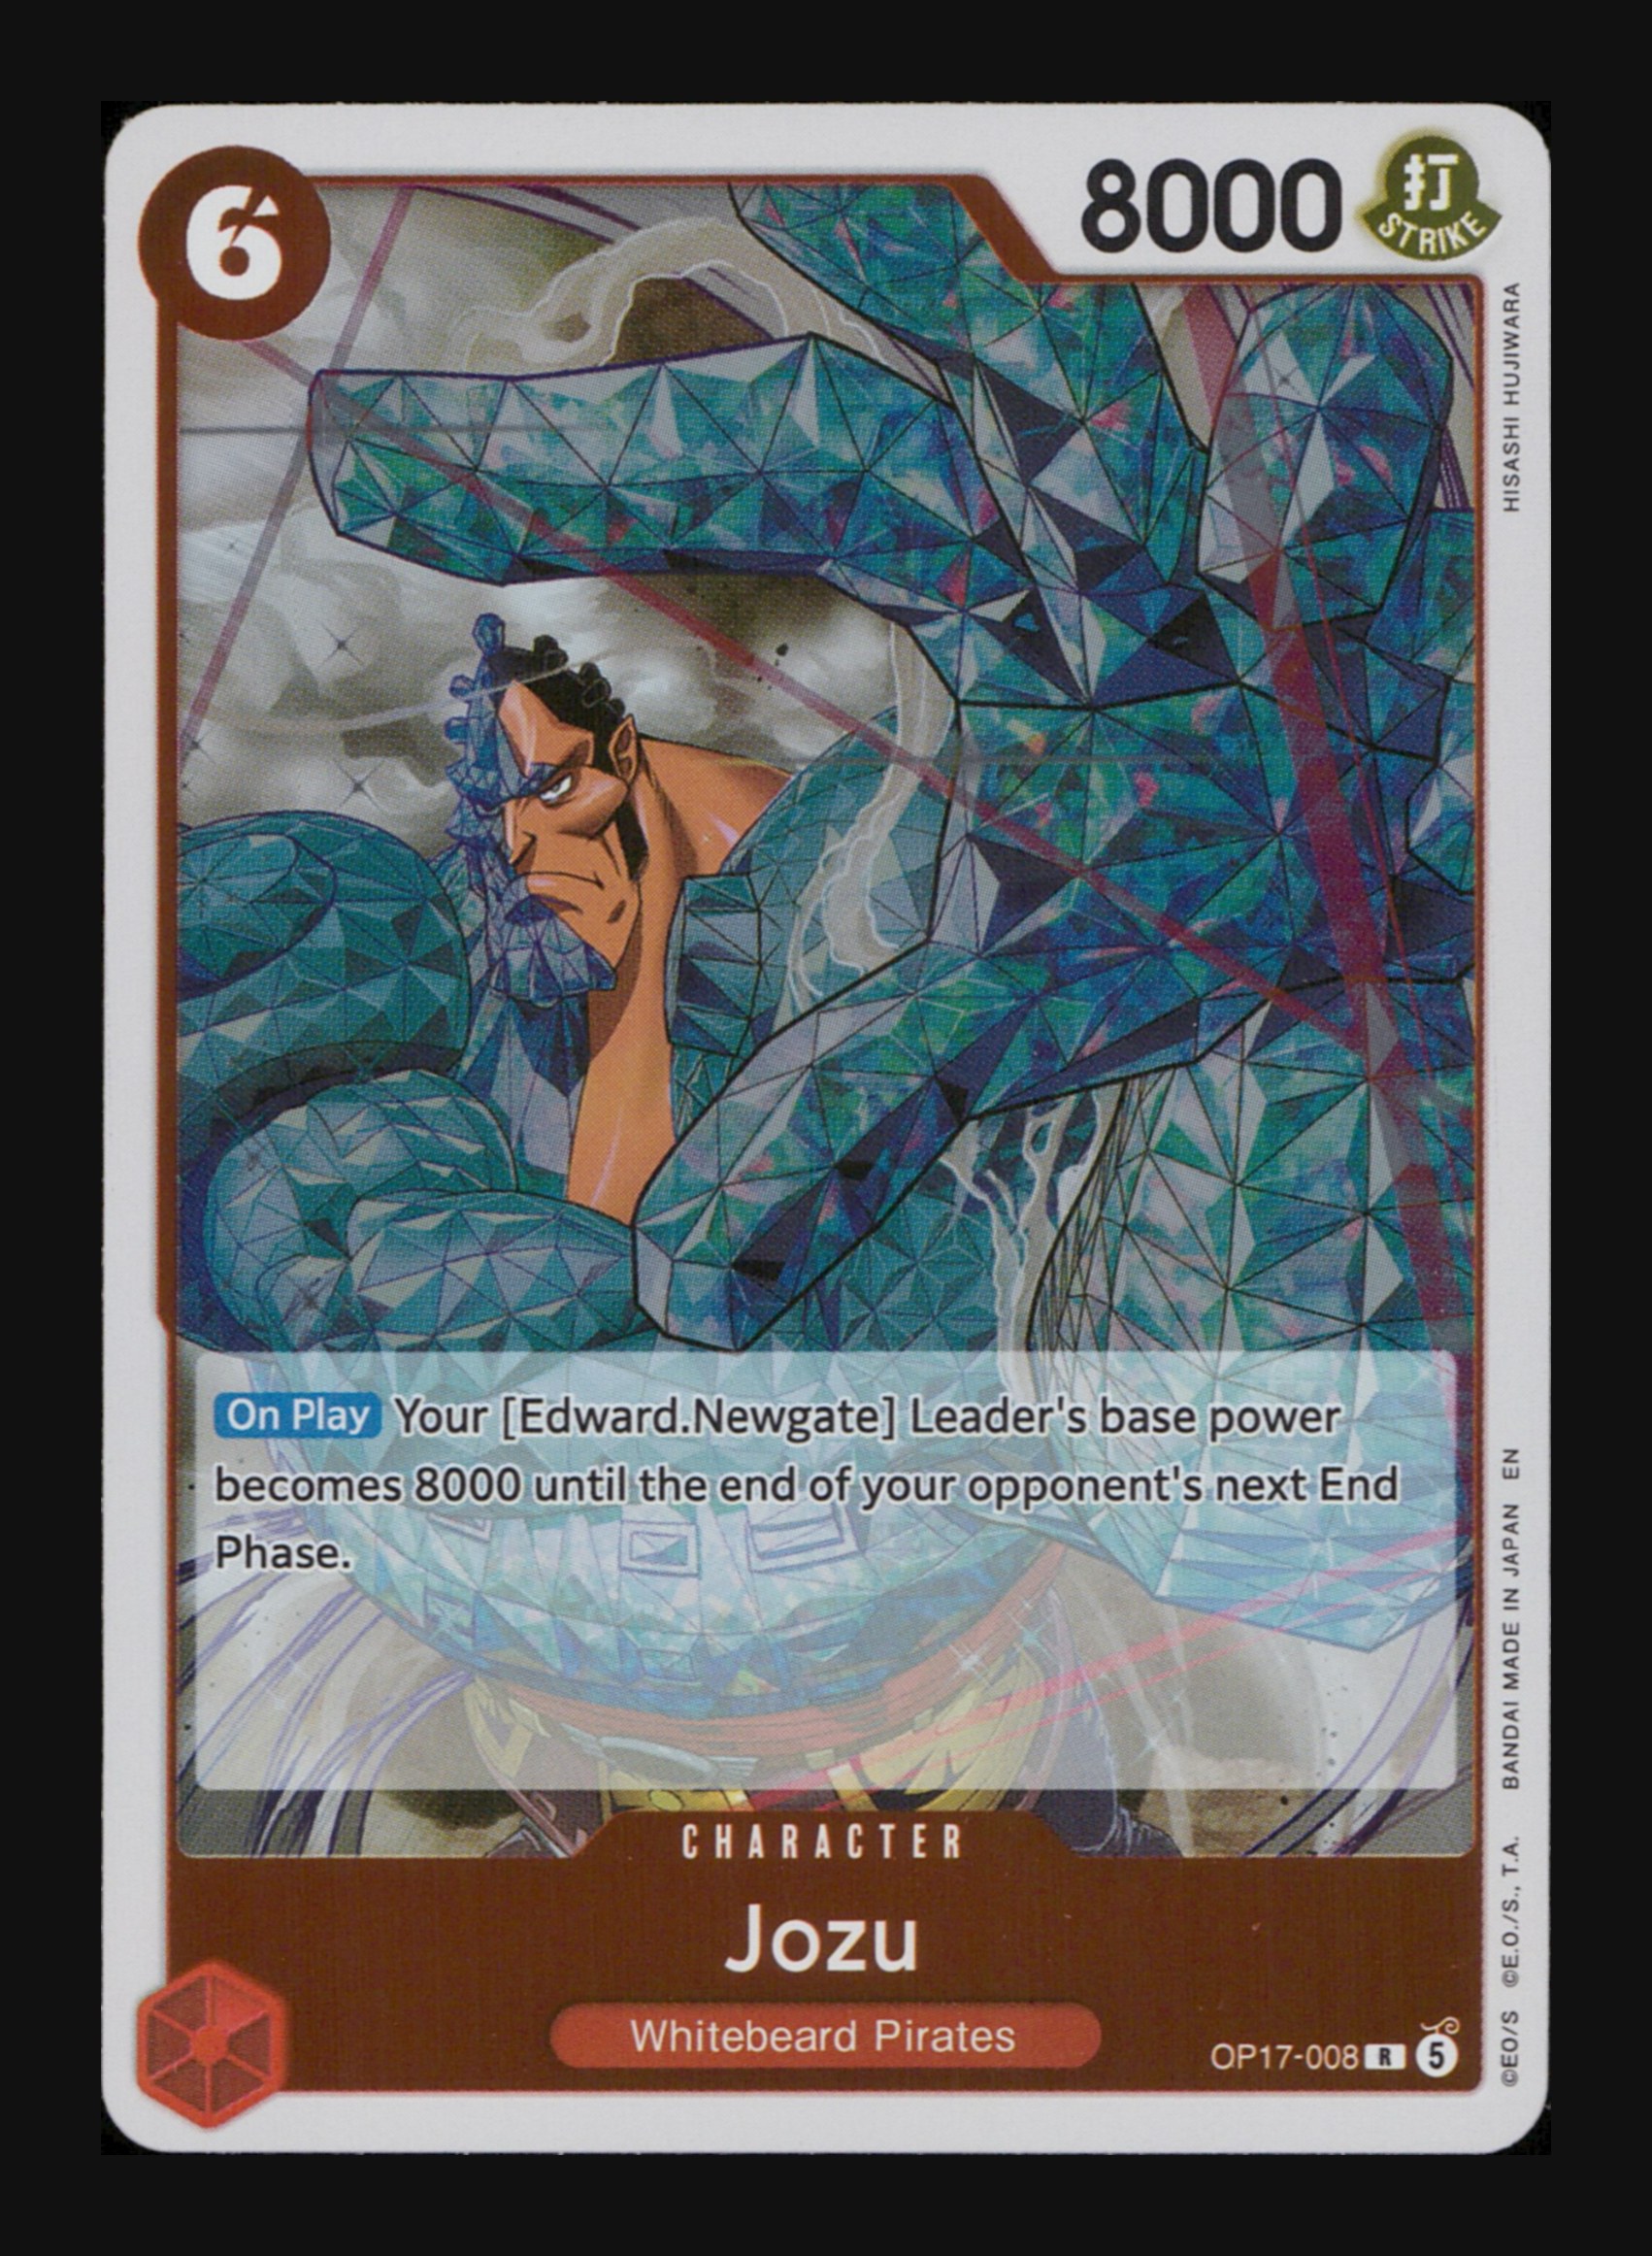 6
8000
打
STRIKE
HISASHI HUJIWARA
On Play Your [Edward.Newgate] Leader's base power
becomes 8000 until the end of your opponent's next End
Phase.
CHARACTER
Jozu
Whitebeard Pirates
OP17-008 R 5
©EO/S ©E.O./S., T.A. BANDAI MADE IN JAPAN EN